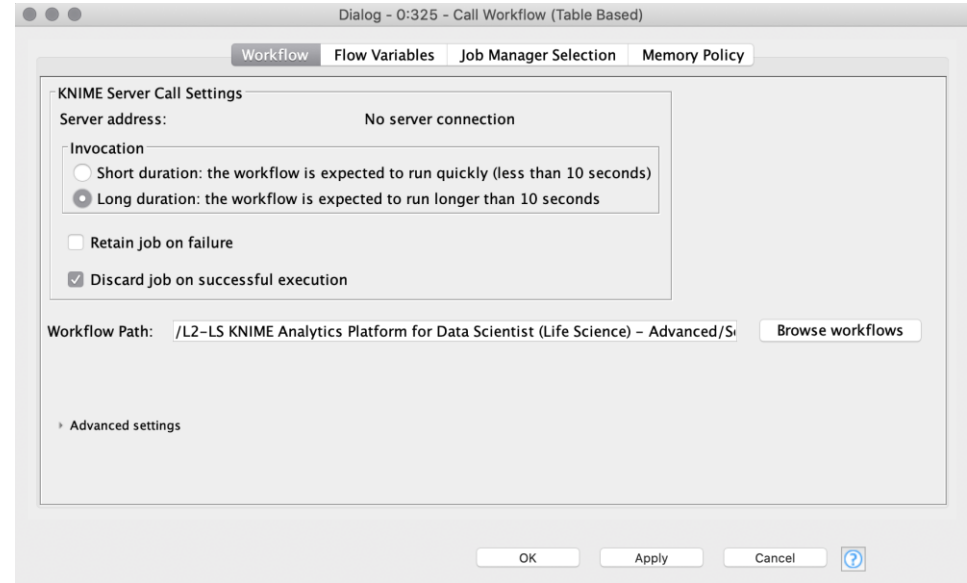 Dialog - 0:325 - Call Workflow (Table Based)
Workflow Flow Variables Job Manager Selection Memory Policy
KNIME Server Call Settings
Server address: No server connection
Invocation
Short duration: the workflow is expected to run quickly (less than 10 seconds)
Long duration: the workflow is expected to run longer than 10 seconds
Retain job on failure
Discard job on successful execution
Workflow Path: /L2-LS KNIME Analytics Platform for Data Scientist (Life Science) – Advanced/S Browse workflows
Advanced settings
OK Apply Cancel ?